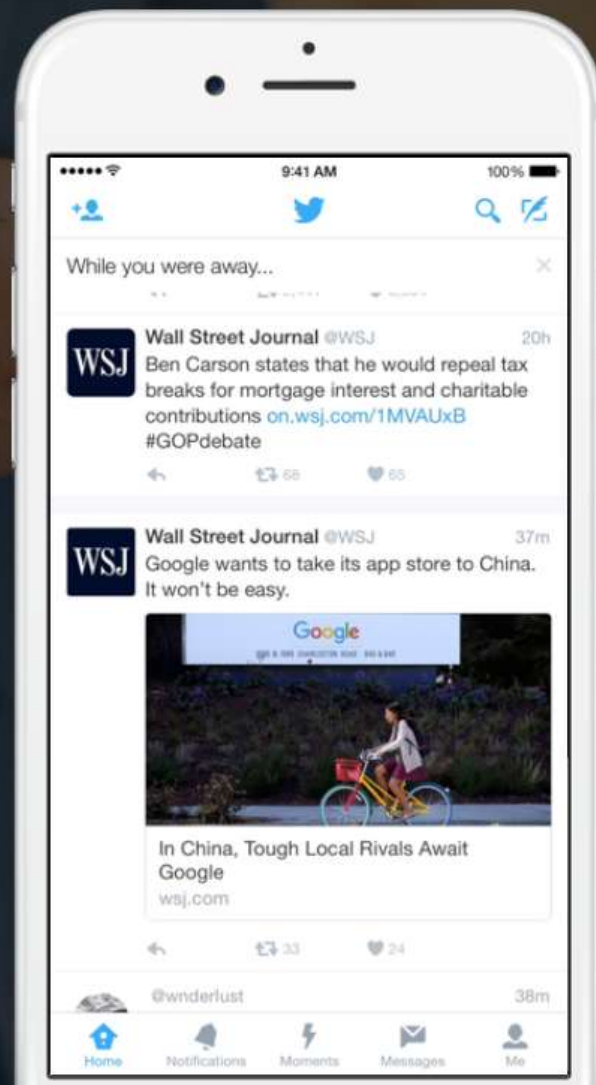 9:41 AM
100%
While you were away...
WSJ
Wall Street Journal @WSJ
20h
Ben Carson states that he would repeal tax
breaks for mortgage interest and charitable
contributions on.wsj.com/1MVAUxB
#GOPdebate
68
65
WSJ
Wall Street Journal @WSJ
37m
Google wants to take its app store to China.
It won't be easy.
Google
In China, Tough Local Rivals Await
Google
wsj.com
33
24
@wnderlust
38m
Home
Notifications
Moments
Messages
Me